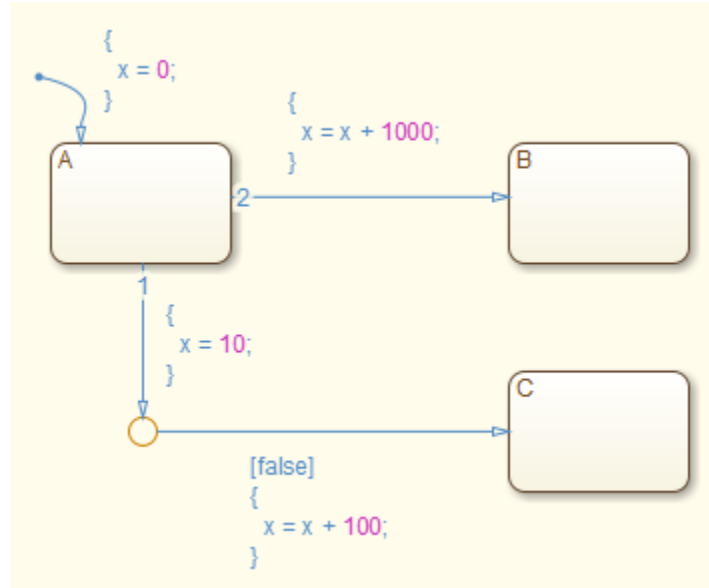 {
x = 0;
}
{
x = x + 1000;
}
A
2
B
1
{
x = 10;
}
C
[false]
{
x = x + 100;
}